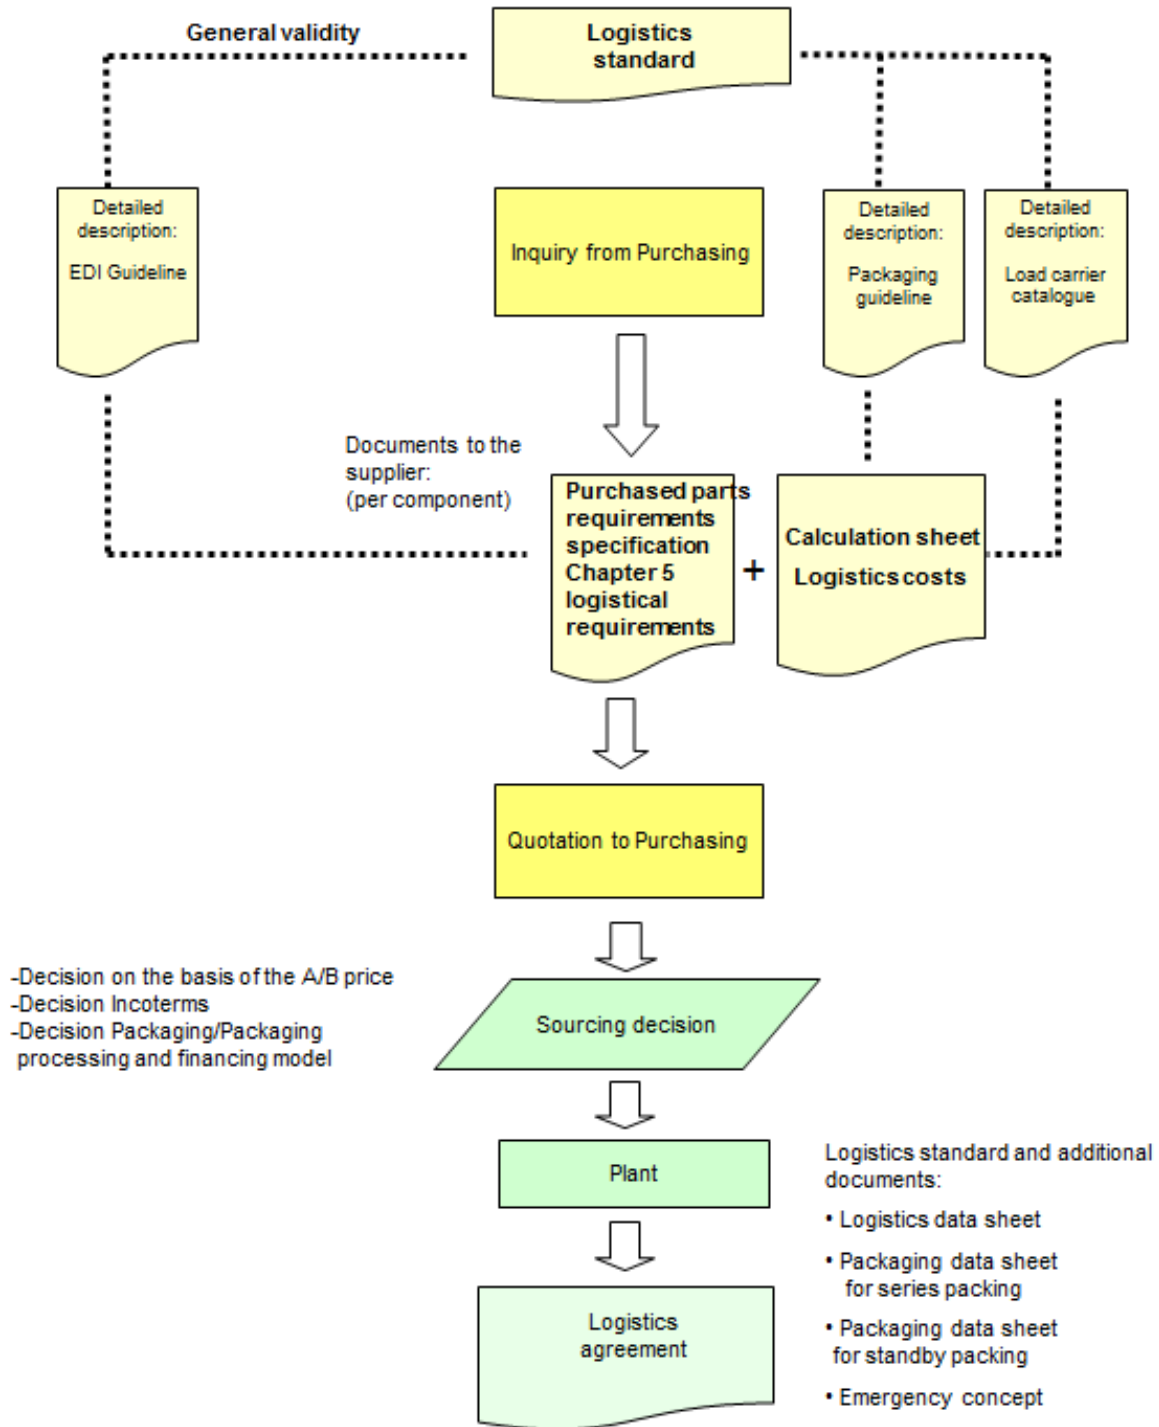 General validity
Logistics
standard
Detailed
description:
EDI Guideline
Inquiry from Purchasing
Detailed
description:
Packaging
guideline
Detailed
description:
Load carrier
catalogue
Documents to the
supplier:
(per component)
Purchased parts
requirements
specification
Chapter 5
logistical
requirements
+
Calculation sheet
Logistics costs
Quotation to Purchasing
-Decision on the basis of the A/B price
-Decision Incoterms
-Decision Packaging/Packaging
processing and financing model
Sourcing decision
Plant
Logistics standard and additional
documents:
• Logistics data sheet
• Packaging data sheet
for series packing
• Packaging data sheet
for standby packing
• Emergency concept
Logistics
agreement